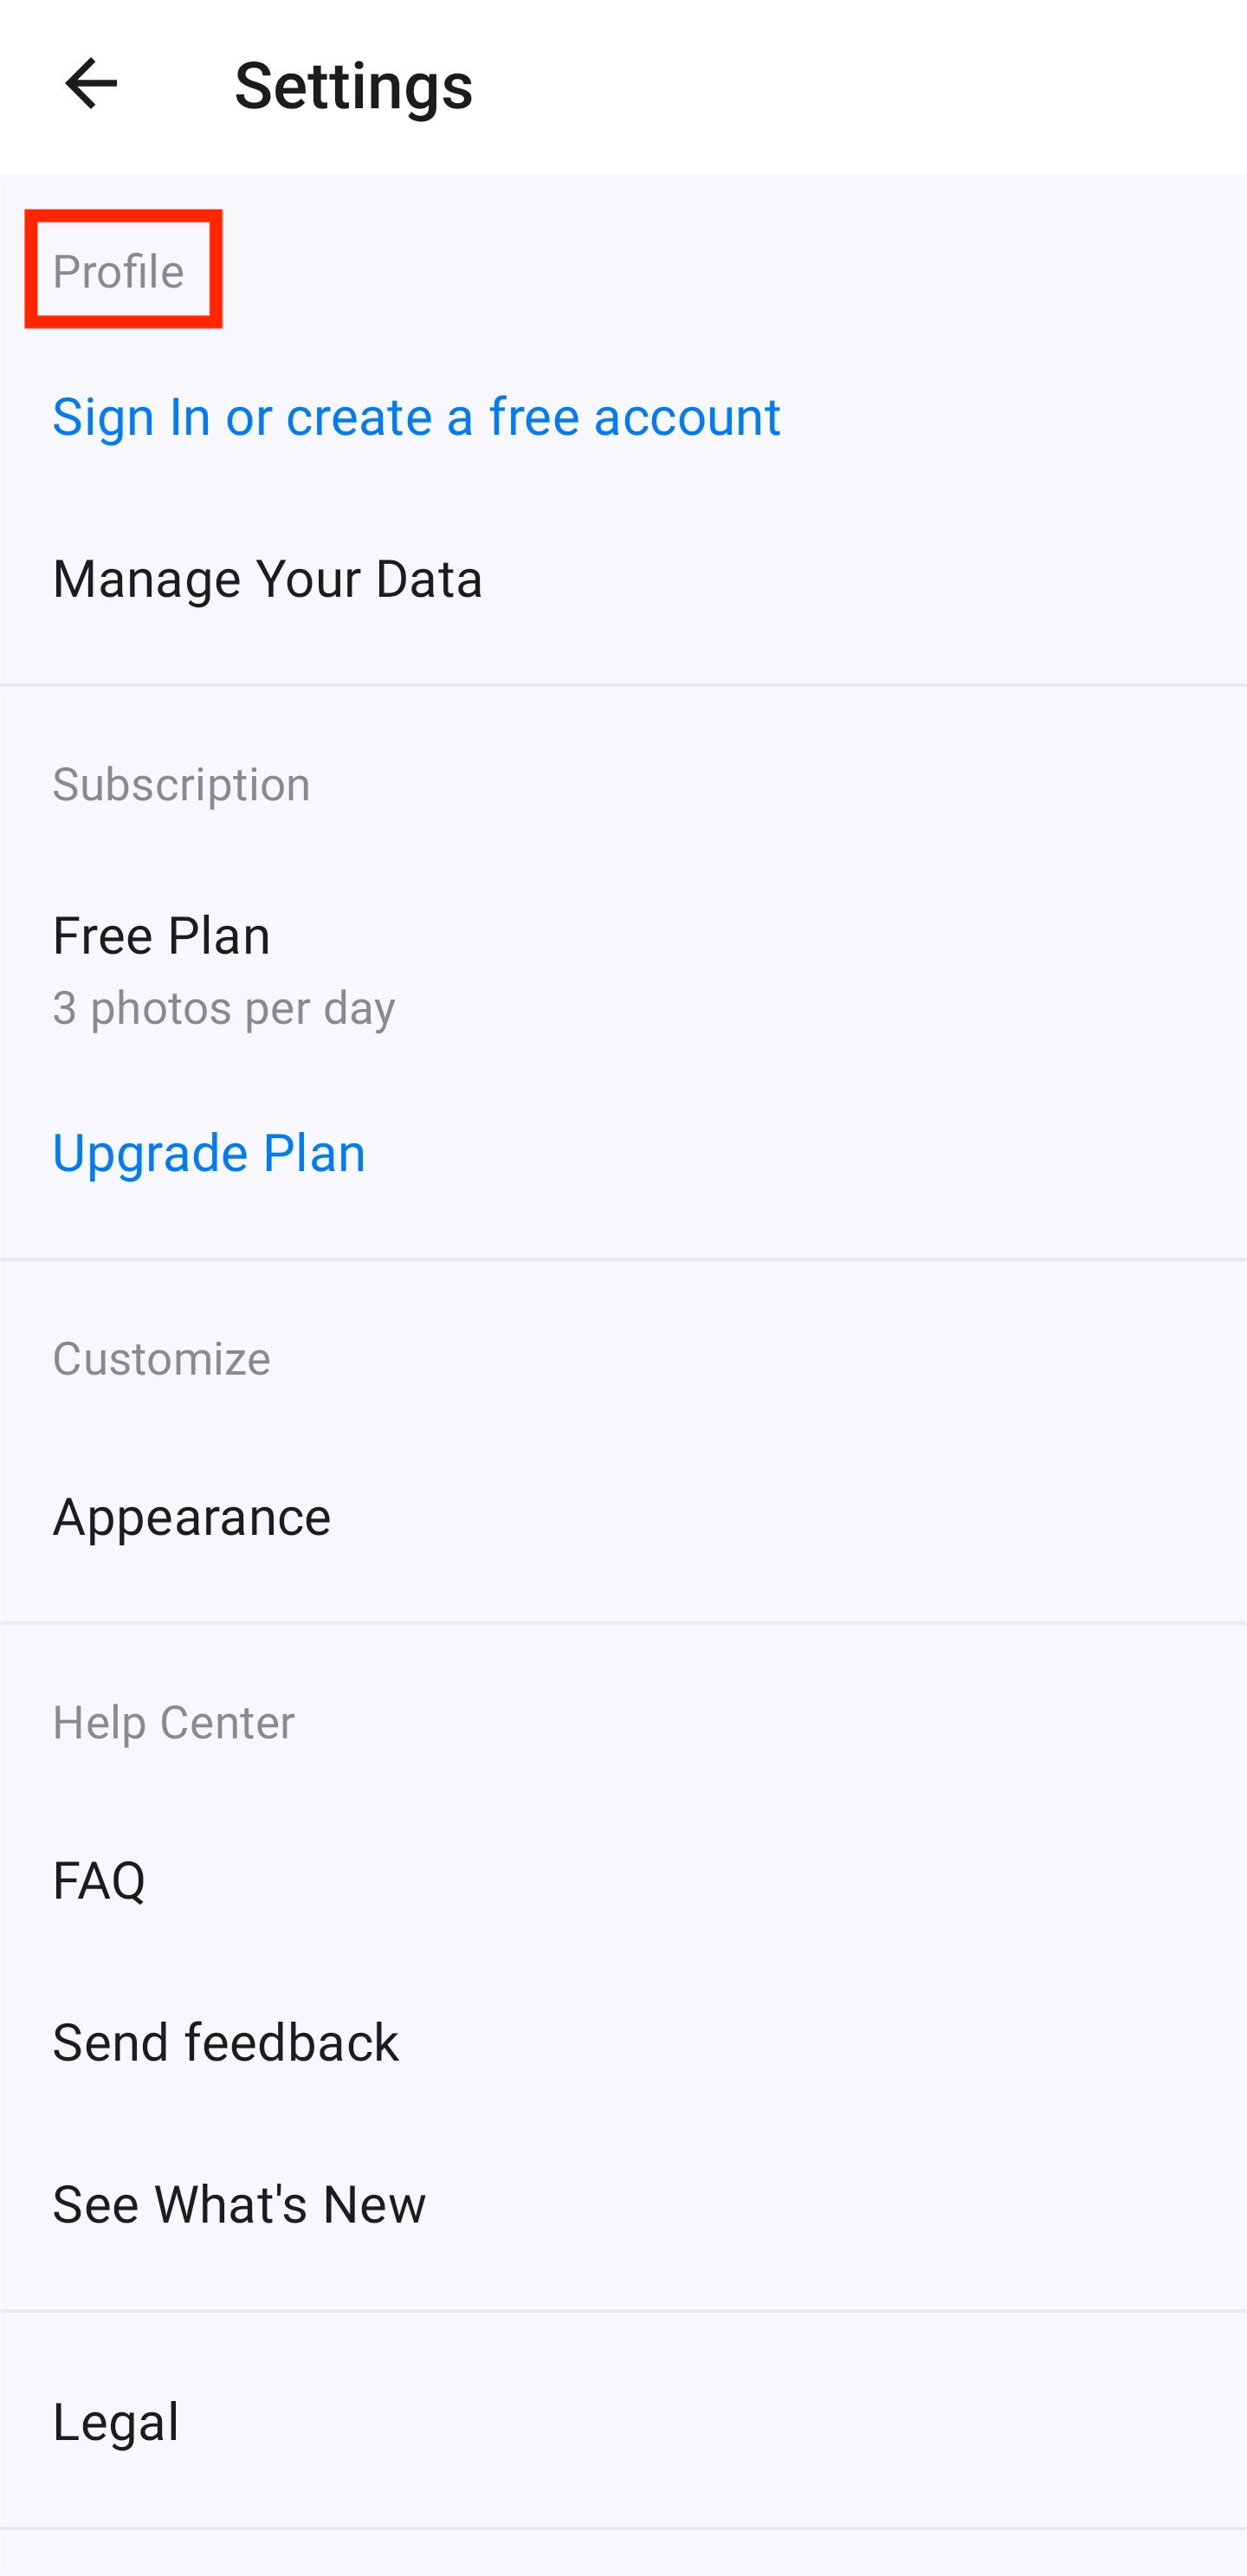 Settings
Profile
Sign In or create a free account
Manage Your Data
Subscription
Free Plan
3 photos per day
Upgrade Plan
Customize
Appearance
Help Center
FAQ
Send feedback
See What's New
Legal